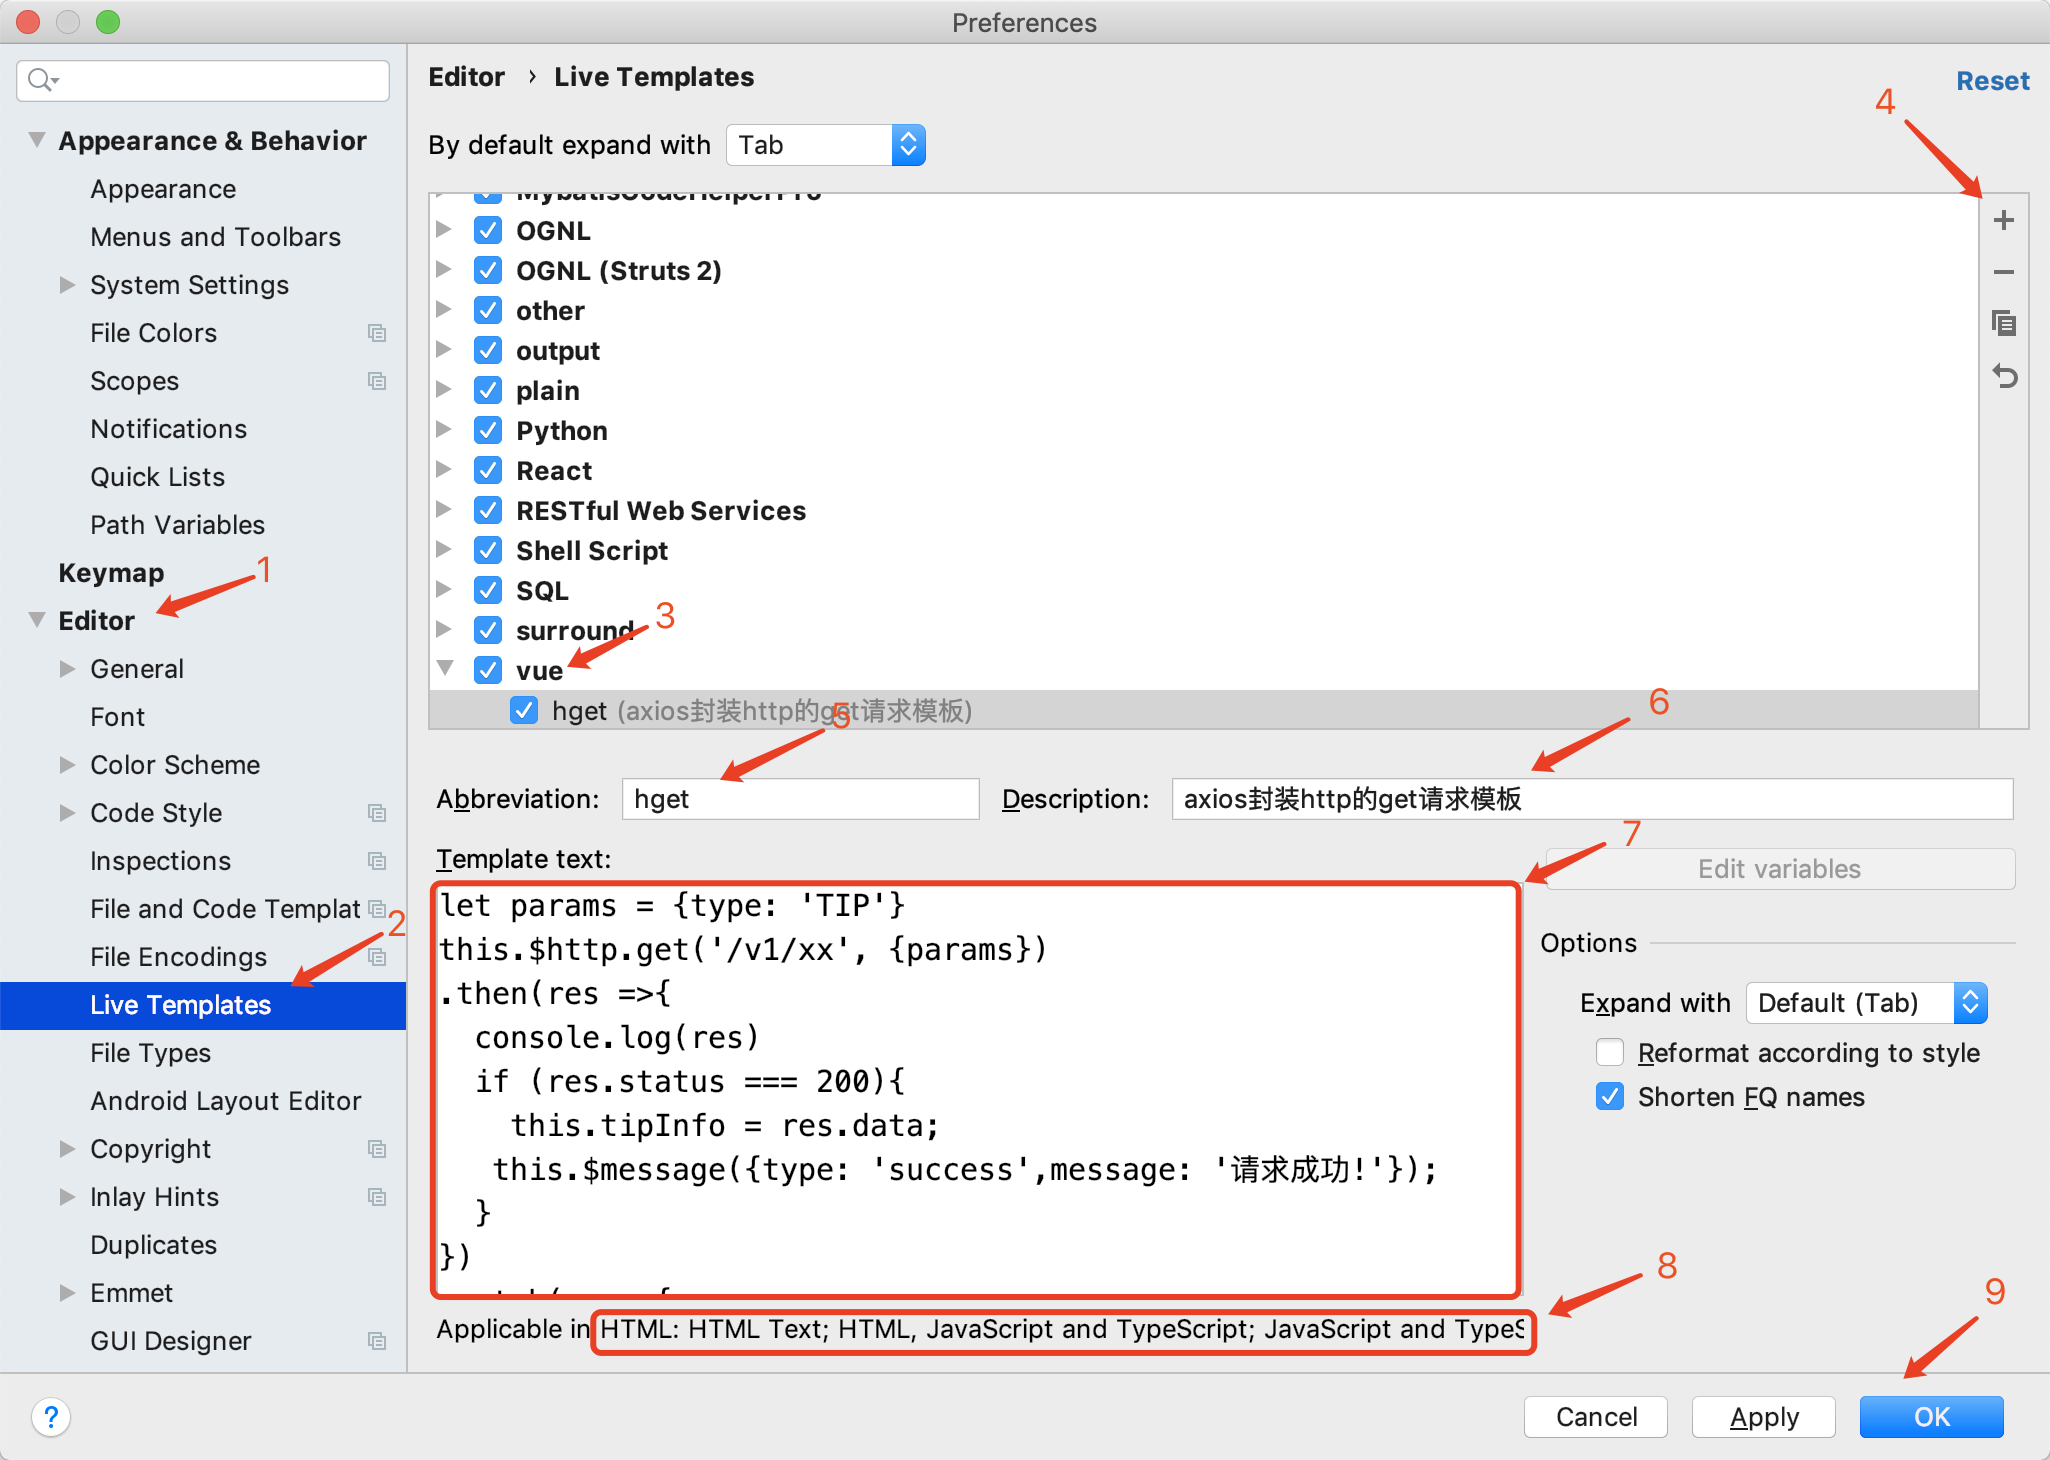 Preferences
Appearance & Behavior
Appearance
Menus and Toolbars
System Settings
File Colors
Scopes
Notifications
Quick Lists
Path Variables
Keymap
1
Editor
General
Font
Color Scheme
Code Style
Inspections
File and Code Templat
2
File Encodings
Live Templates
File Types
Android Layout Editor
Copyright
Inlay Hints
Duplicates
Emmet
GUI Designer
Editor › Live Templates
Reset
4
By default expand with Tab
MybatisCodeHelperPro
OGNL
OGNL (Struts 2)
other
output
plain
Python
React
RESTful Web Services
Shell Script
SQL
surround
3
vue
hget (axios封装http的get请求模板)
5
6
Abbreviation: hget
Description: axios封装http的get请求模板
7
Template text:
Edit variables
let params = {type: 'TIP'}
this.$http.get('/v1/xx', {params})
.then(res =>{
console.log(res)
if (res.status === 200){
this.tipInfo = res.data;
this.$message({type: 'success',message: '请求成功!'});
}
})
Options
Expand with Default (Tab)
Reformat according to style
Shorten FQ names
8
Applicable in HTML: HTML Text; HTML, JavaScript and TypeScript; JavaScript and TypeS
9
?
Cancel
Apply
OK